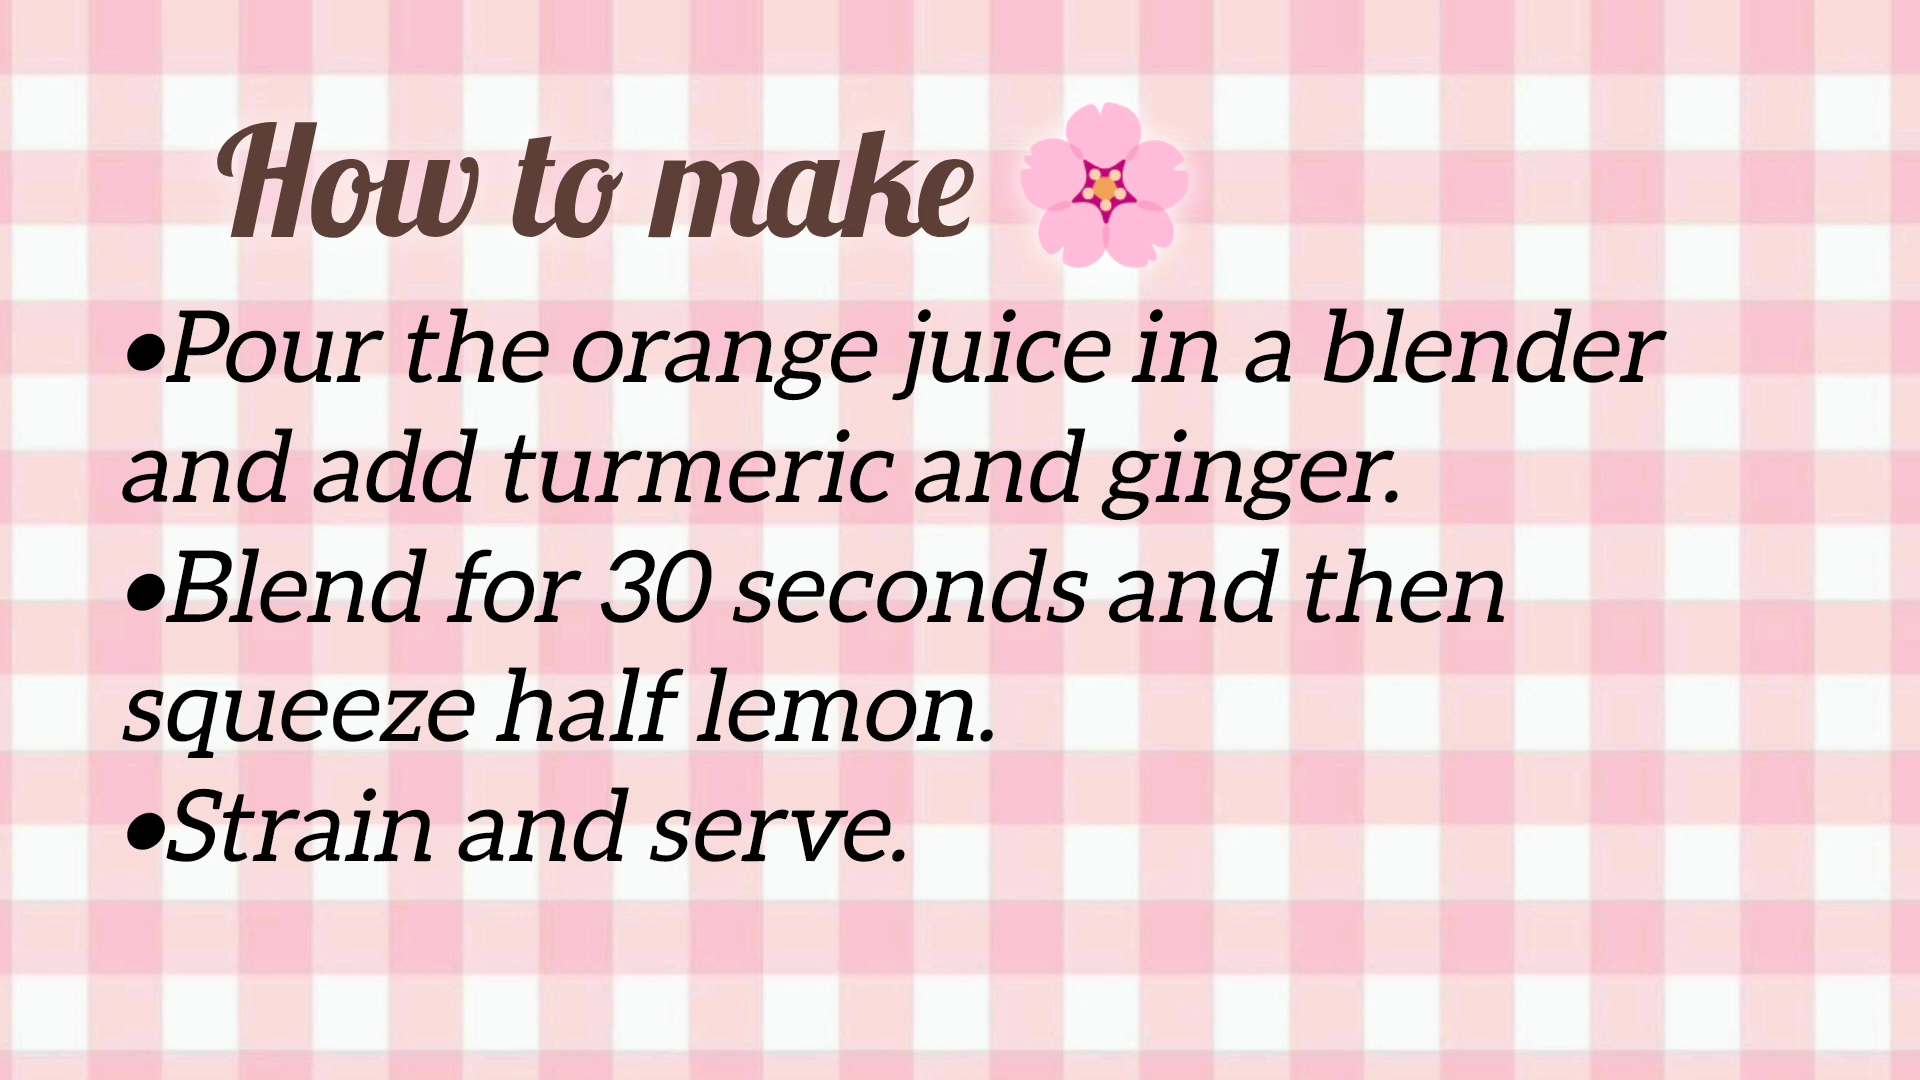 How to make 🌸
•Pour the orange juice in a blender
and add turmeric and ginger.
•Blend for 30 seconds and then
squeeze half lemon.
•Strain and serve.